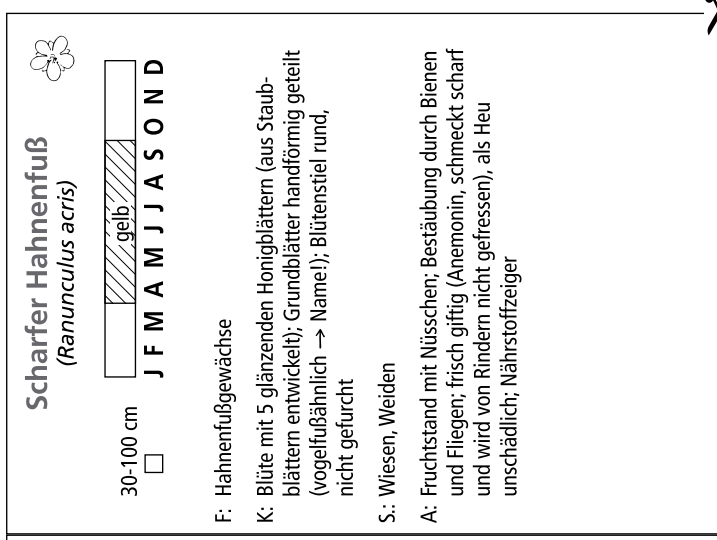 Scharfer Hahnenfuß
(Ranunculus acris)
30-100 cm
gelb
J F M A M J J A S O N D
F: Hahnenfußgewächse
K: Blüte mit 5 glänzenden Honigblättern (aus Staub-
blättern entwickelt); Grundblätter handförmig geteilt
(vogelfußähnlich → Name!); Blütenstiel rund,
nicht gefurcht
S.: Wiesen, Weiden
A: Fruchtstand mit Nüsschen; Bestäubung durch Bienen
und Fliegen; frisch giftig (Anemonin, schmeckt scharf
und wird von Rindern nicht gefressen), als Heu
unschädlich; Nährstoffzeiger